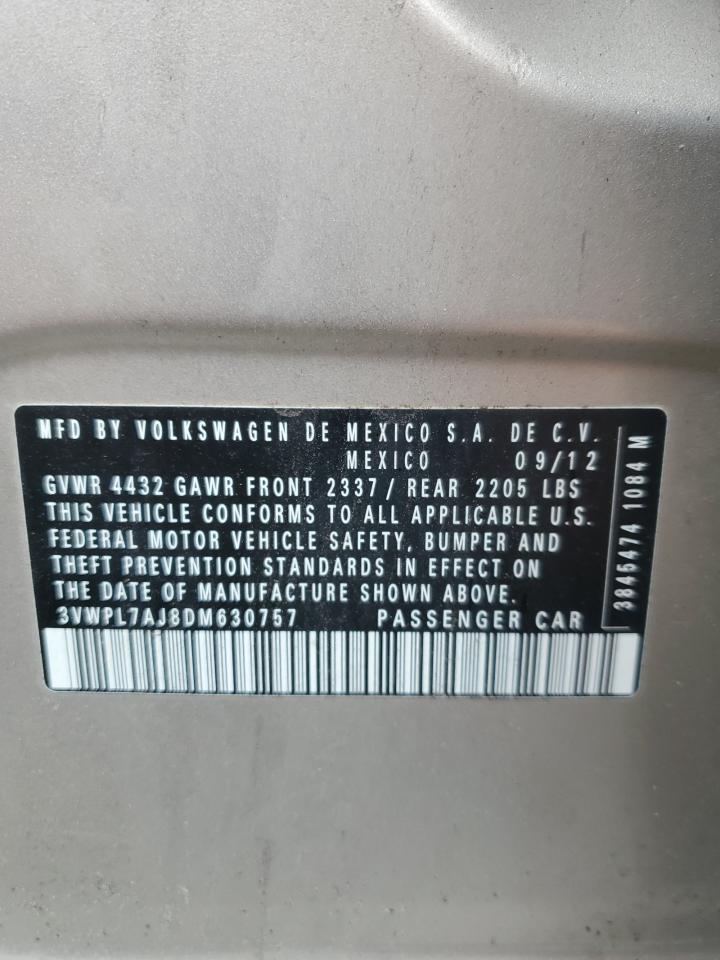 MFD BY VOLKSWAGEN DE MEXICO S.A. DE C.V.
MEXICO 09/12
GVWR 4432 GAWR FRONT 2337/ REAR 2205 LBS
THIS VEHICLE CONFORMS TO ALL APPLICABLE U.S.
FEDERAL MOTOR VEHICLE SAFETY, BUMPER AND
THEFT PREVENTION STANDARDS IN EFFECT ON
THE DATE OF MANUFACTURE SHOWN ABOVE.
3VWPL7AJ8DM630757 PASSENGER CAR
3845474 1084 M